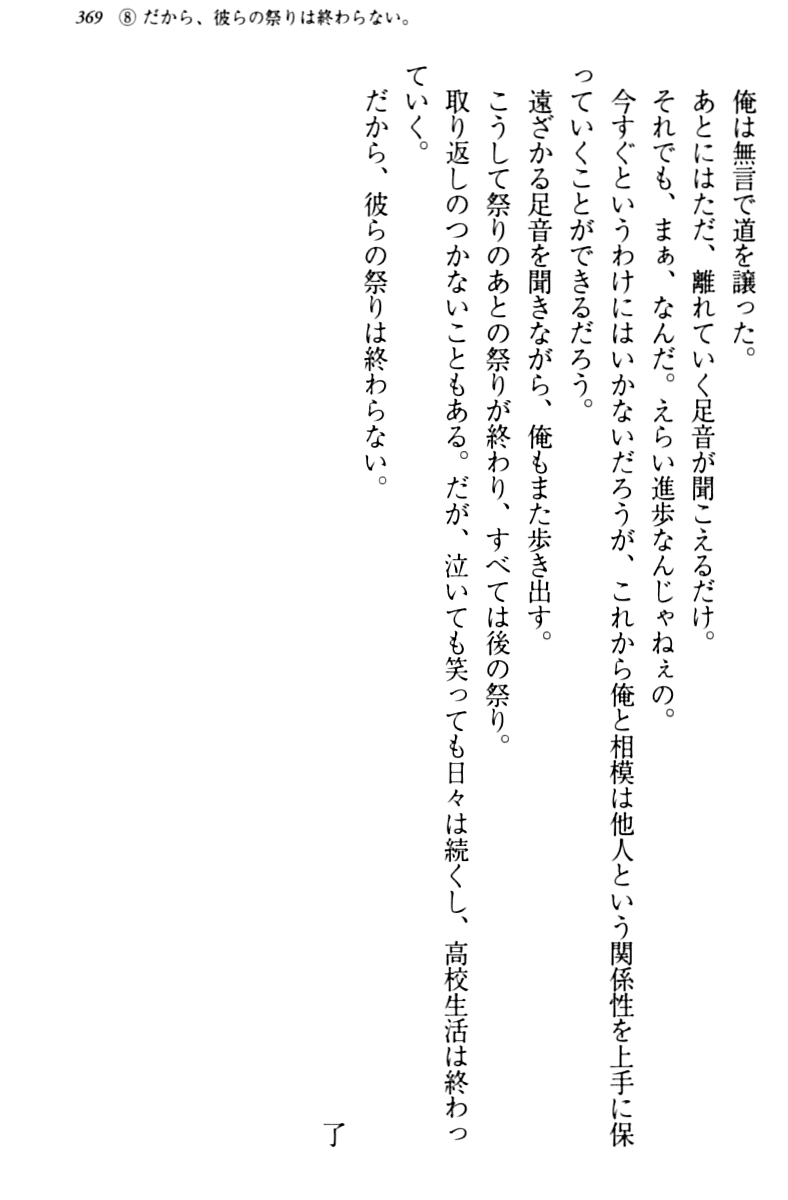 369 ⑧ だから、彼らの祭りは終わらない。
俺は無言で道を譲った。
あとにはただ、離れていく足音が聞こえるだけ。
それでも、まぁ、なんだ。えらい進歩なんじゃねぇの。
今すぐというわけにはいかないだろうが、これから俺と相模は他人という関係性を上手に保
っていくことができるだろう。
遠ざかる足音を聞きながら、俺もまた歩き出す。
こうして祭りのあとの祭りが終わり、すべては後の祭り。
取り返しのつかないこともある。だが、泣いても笑っても日々は続くし、高校生活は終わっ
ていく。
だから、彼らの祭りは終わらない。
了